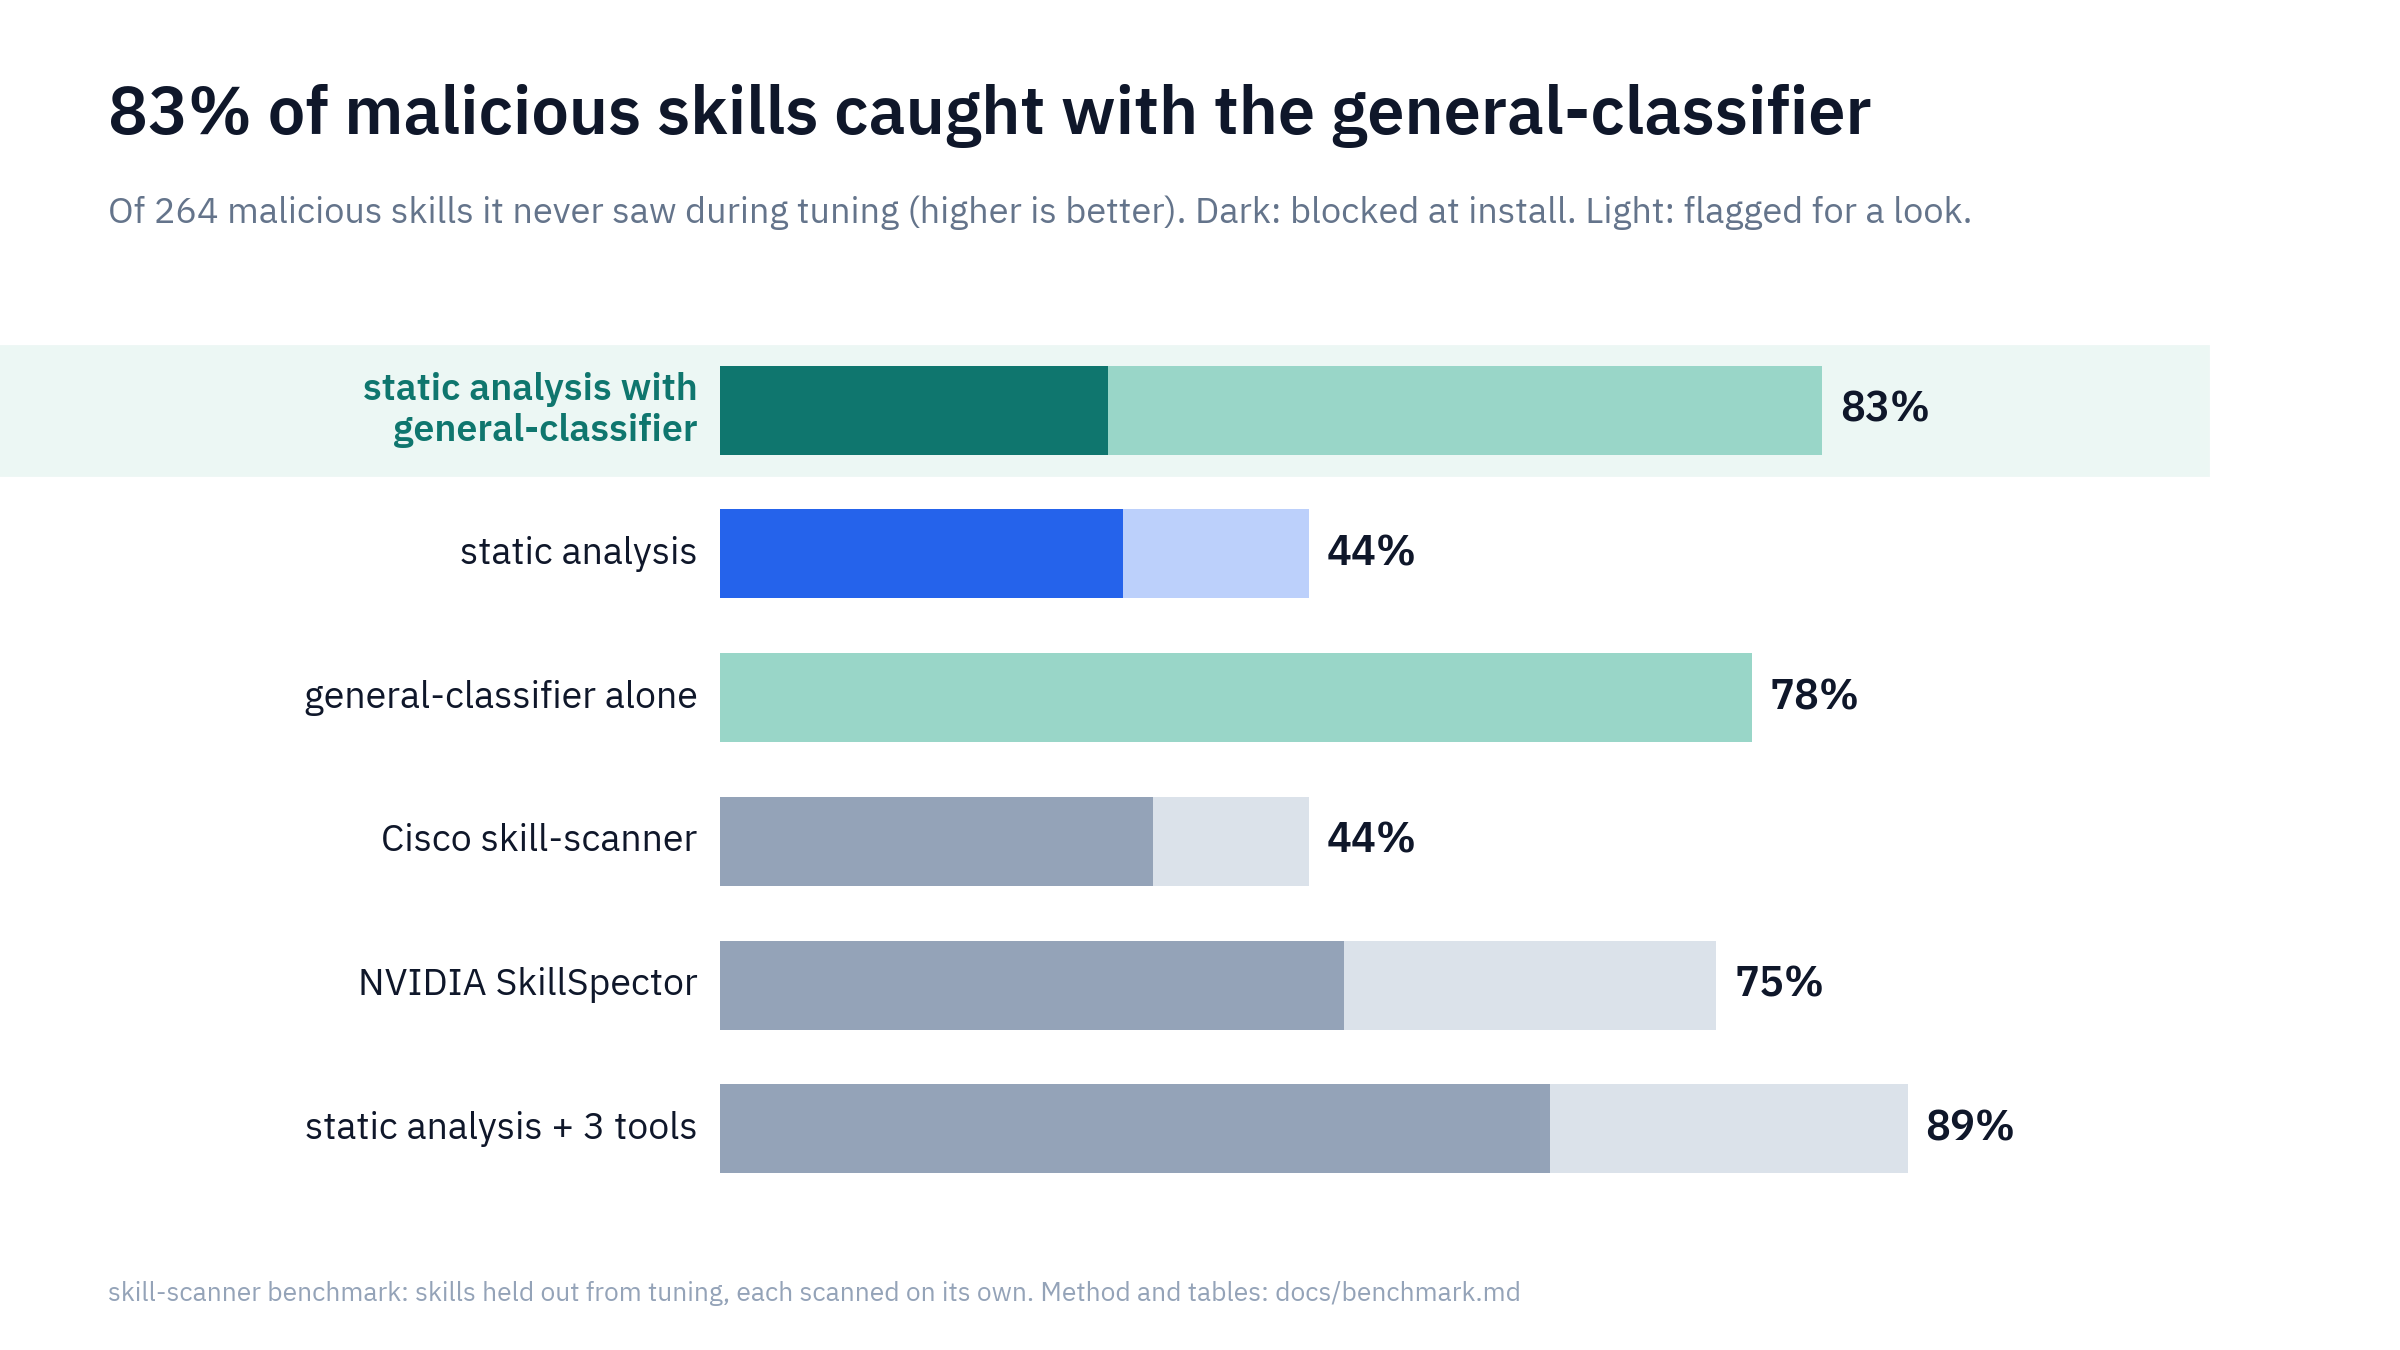 83% of malicious skills caught with the general-classifier
Of 264 malicious skills it never saw during tuning (higher is better). Dark: blocked at install. Light: flagged for a look.
static analysis with
general-classifier
83%
static analysis
44%
general-classifier alone
78%
Cisco skill-scanner
44%
NVIDIA SkillSpector
75%
static analysis + 3 tools
89%
skill-scanner benchmark: skills held out from tuning, each scanned on its own. Method and tables: docs/benchmark.md